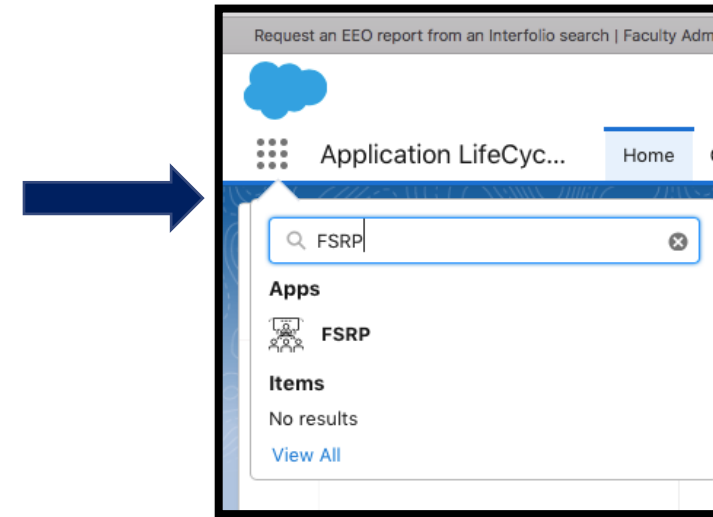 Request an EEO report from an Interfolio search | Faculty Adm
Application LifeCyc...
Home
FSRP
Apps
FSRP
Items
No results
View All